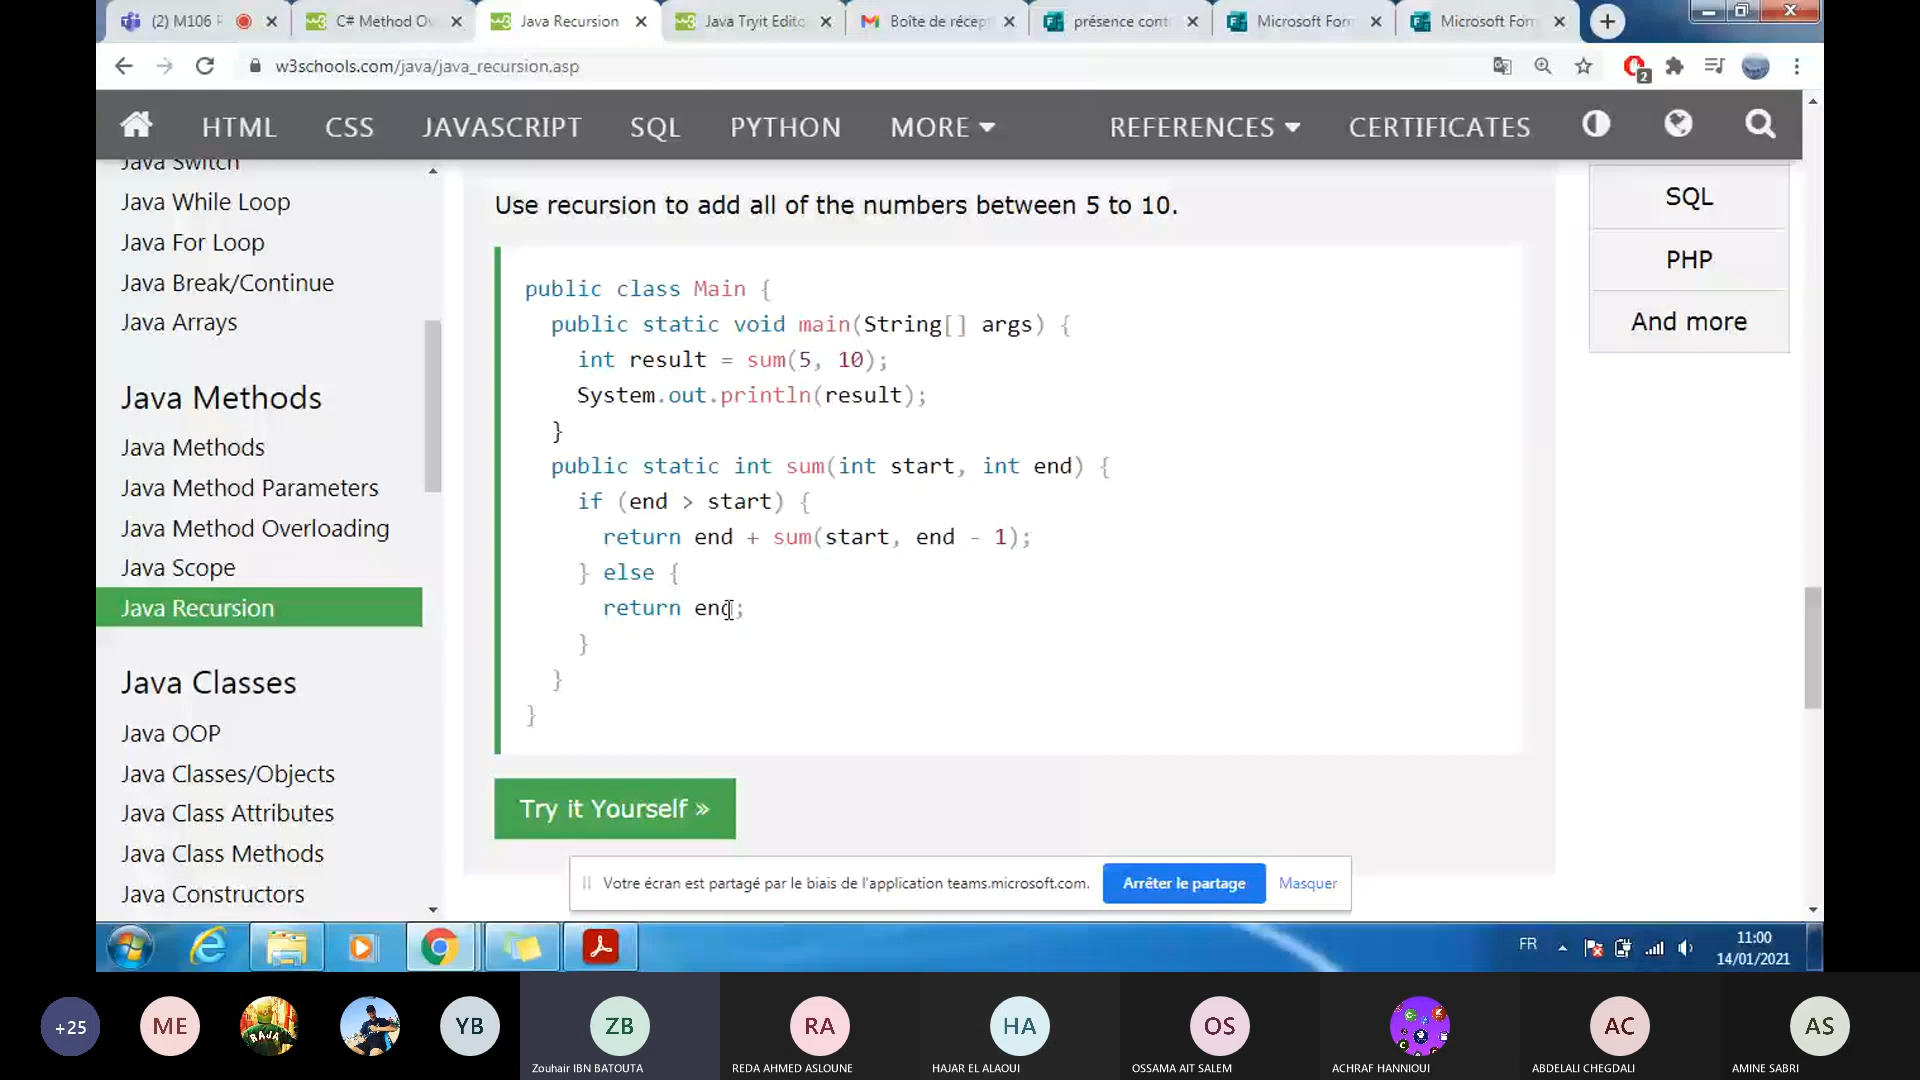 (2) M106 F
C# Method Ov
Java Recursion
Java Tryit Edito
Boîte de récep
présence cont
Microsoft For
Microsoft For
w3schools.com/java/java_recursion.asp
2
HTML CSS JAVASCRIPT SQL PYTHON MORE REFERENCES CERTIFICATES
Java Switch
Java While Loop
Java For Loop
Java Break/Continue
Java Arrays
Java Methods
Java Methods
Java Method Parameters
Java Method Overloading
Java Scope
Java Recursion
Java Classes
Java OOP
Java Classes/Objects
Java Class Attributes
Java Class Methods
Java Constructors
Use recursion to add all of the numbers between 5 to 10.
public class Main {
public static void main(String[] args) {
int result = sum(5, 10);
System.out.println(result);
}
public static int sum(int start, int end) {
if (end > start) {
return end + sum(start, end - 1);
} else {
return end;
}
}
}
Try it Yourself »
SQL
PHP
And more
Votre écran est partagé par le biais de l'application teams.microsoft.com.
Arrêter le partage
Masquer
FR
11:00
14/01/2021
+25
ME
RAJA
YB
ZB
Zouhair IBN BATOUTA
RA
REDA AHMED ASLOUNE
HA
HAJAR EL ALAOUI
OS
OSSAMA AIT SALEM
ACHRAF HANNIOUI
AC
ABDELALI CHEGDALI
AS
AMINE SABRI